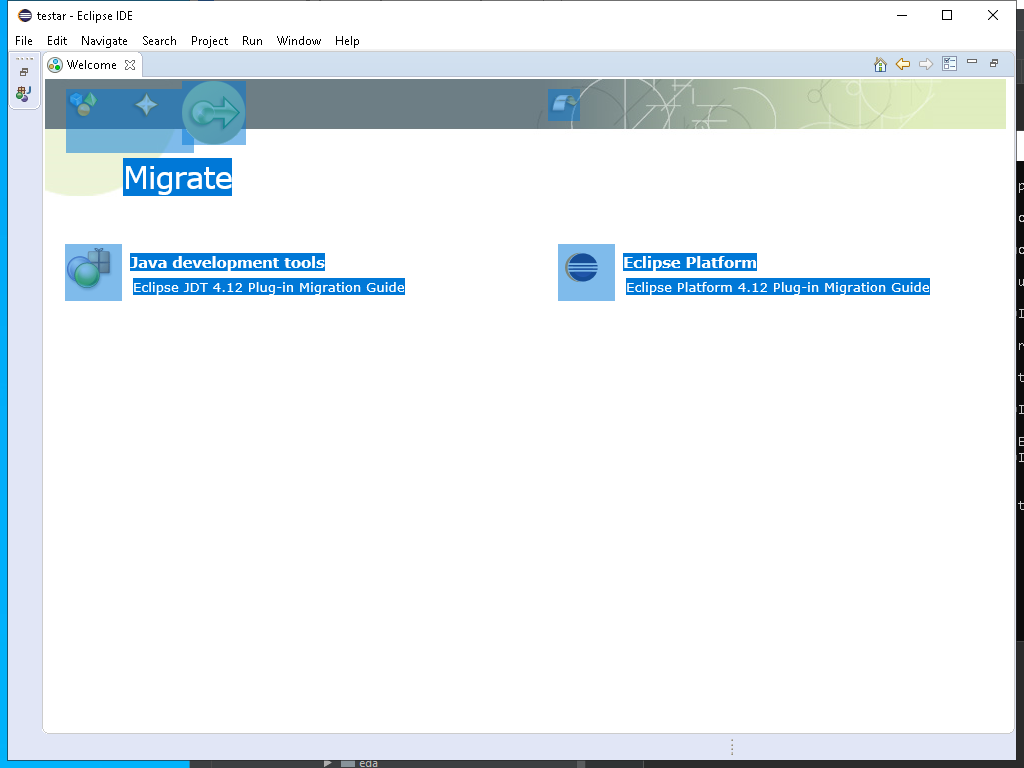 testar - Eclipse IDE
File Edit Navigate Search Project Run Window Help
Welcome
Migrate
Java development tools
Eclipse JDT 4.12 Plug-in Migration Guide
Eclipse Platform
Eclipse Platform 4.12 Plug-in Migration Guide
eda